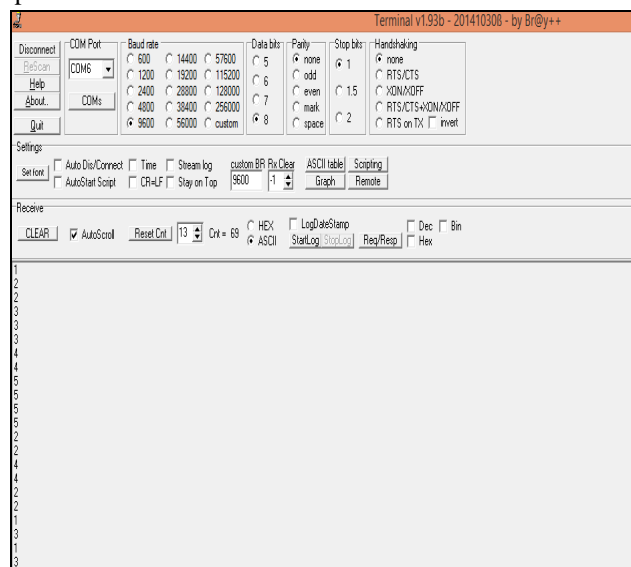 Terminal v1.93b - 20141030ß - by Br@y++
Disconnect
ReScan
Help
About..
Quit
COM Port
COM6
COMs
Baud rate
600 14400 57600
1200 19200 115200
2400 28800 128000
4800 38400 256000
9600 56000 custom
Data bits
5
6
7
8
Parity
none
odd
even
mark
space
Stop bits
1
1.5
2
Handshaking
none
RTS/CTS
XON/XOFF
RTS/CTS+XON/XOFF
RTS on TX invert
Settings
Set font
Auto Dis/Connect Time Stream log custom BR Rx Clear ASCII table Scripting
AutoStart Script CR=LF Stay on Top 9600 -1 Graph Remote
Receive
CLEAR AutoScroll Reset Cnt 13 Cnt = 69 HEX ASCII LogDateStamp StartLog StopLog Req/Resp Dec Bin Hex
1
2
2
3
3
3
4
4
5
5
5
5
2
2
4
4
2
2
1
3
1
3